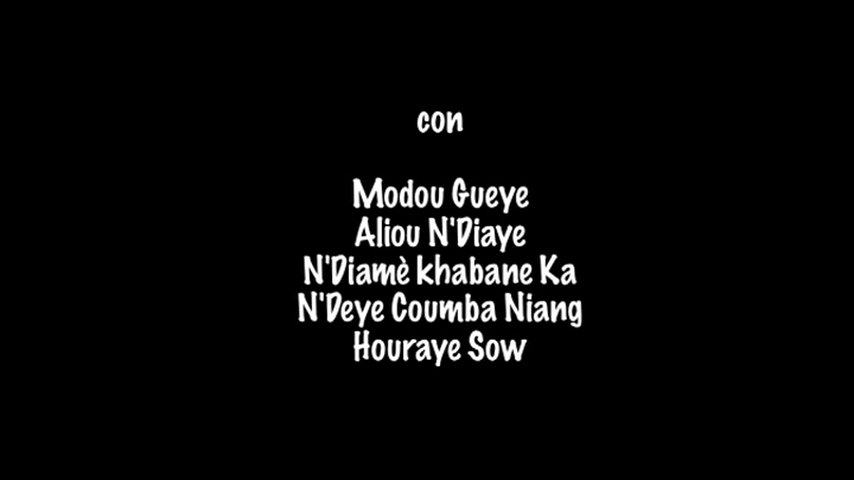 con
Modou Gueye
Aliou N'Diaye
N'Diamè khabane Ka
N'Deye Coumba Niang
Houraye Sow